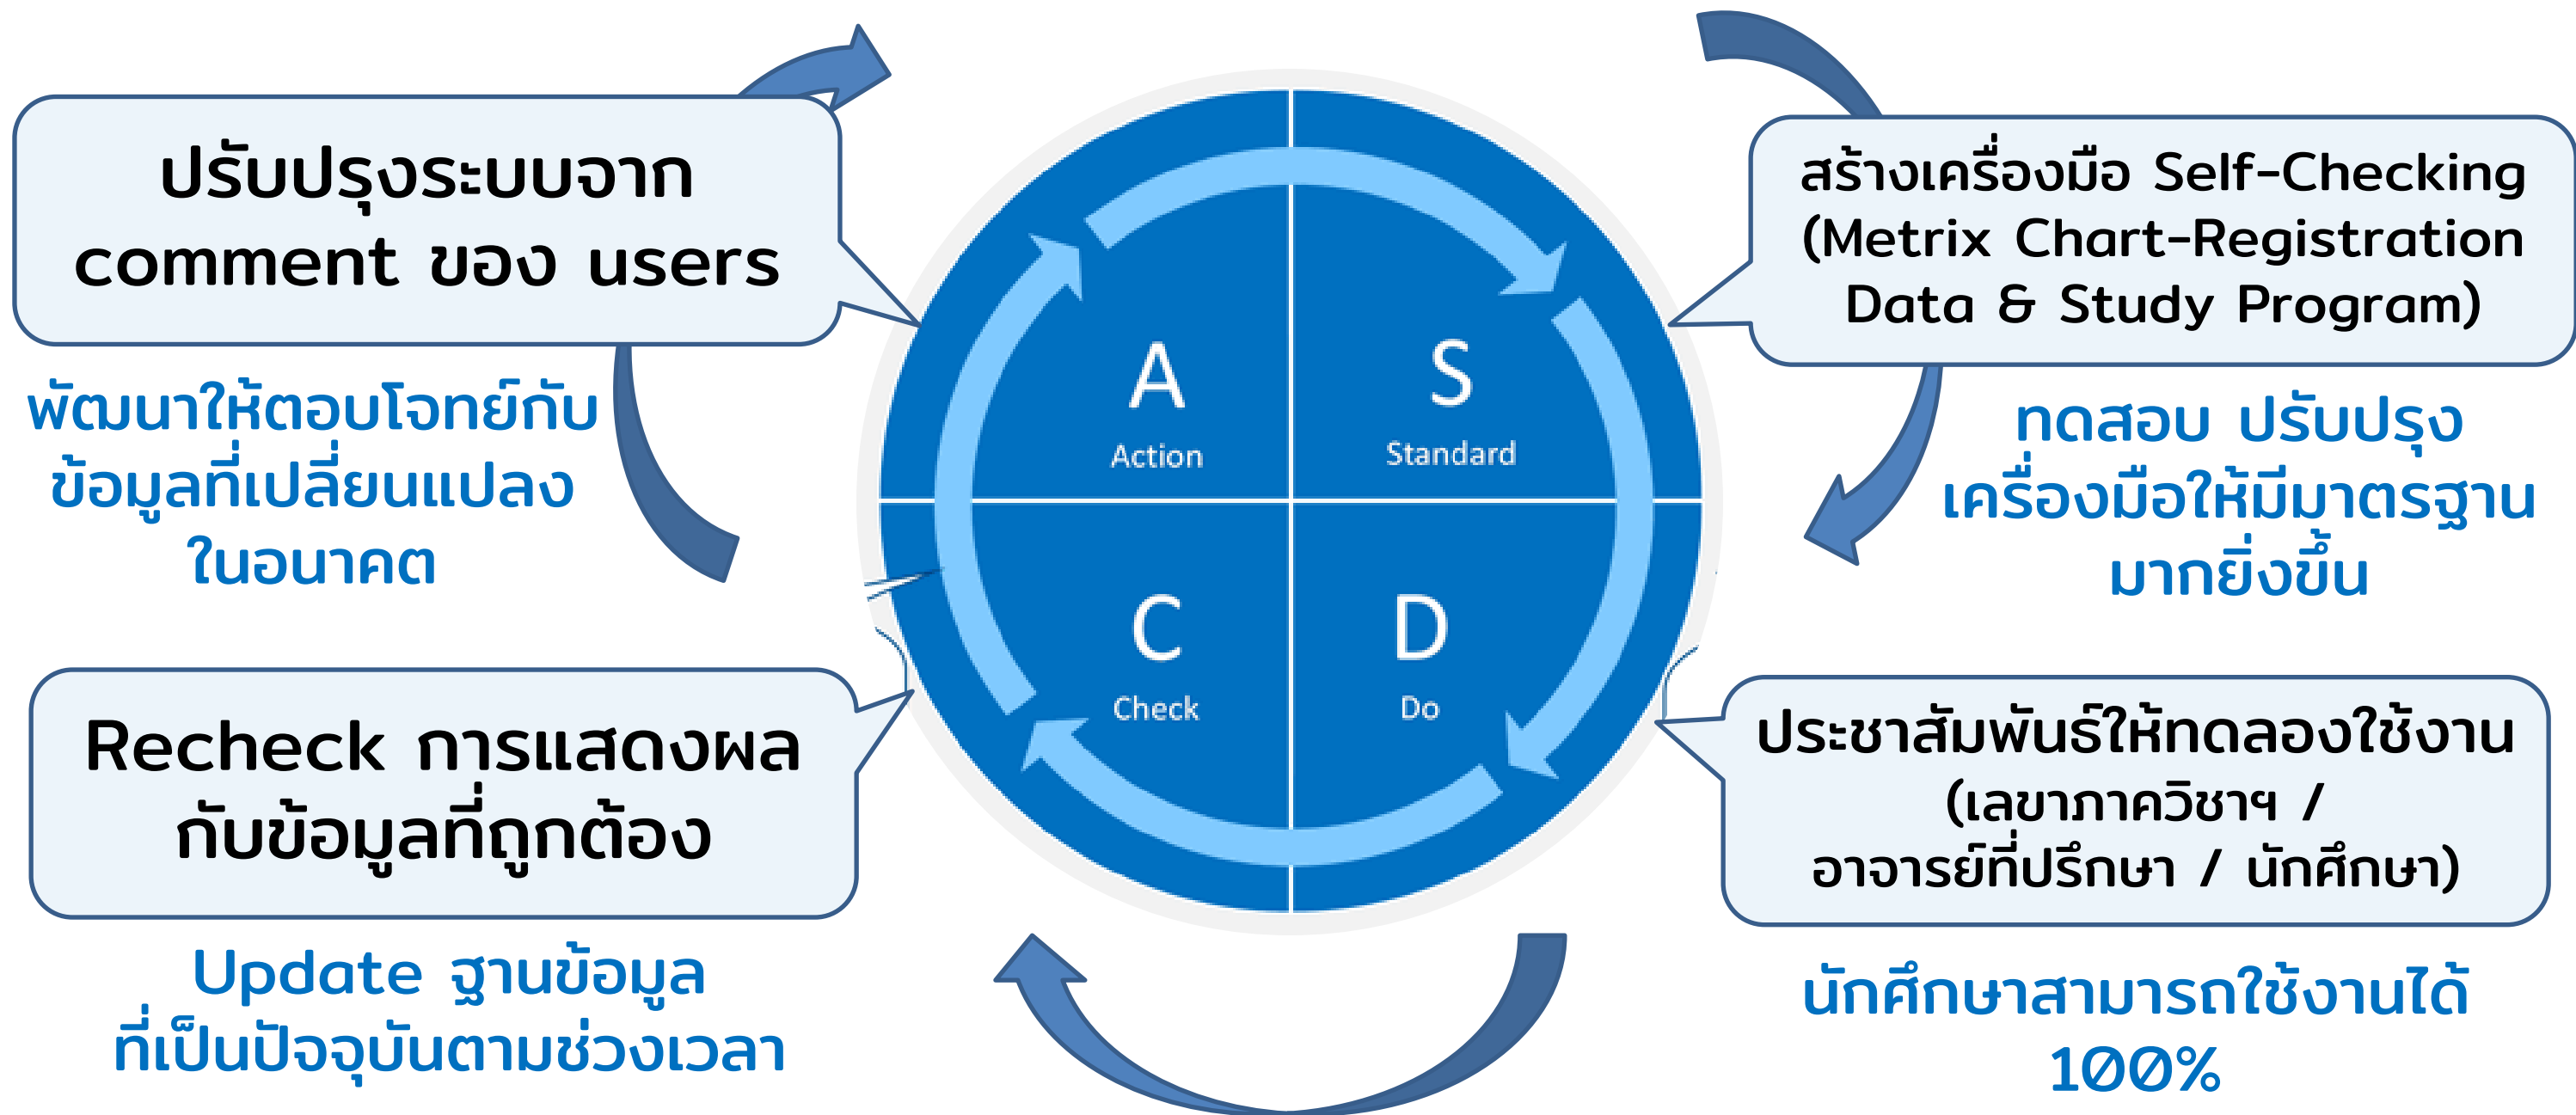 ปรับปรุงระบบจาก
comment ของ users
พัฒนาให้ตอบโจทย์กับ
ข้อมูลที่เปลี่ยนแปลง
ในอนาคต
A
Action
S
Standard
สร้างเครื่องมือ Self-Checking
(Metrix Chart-Registration
Data & Study Program)
ทดสอบ ปรับปรุง
เครื่องมือให้มีมาตรฐาน
มากยิ่งขึ้น
Recheck การแสดงผล
กับข้อมูลที่ถูกต้อง
Update ฐานข้อมูล
ที่เป็นปัจจุบันตามช่วงเวลา
C
Check
D
Do
ประชาสัมพันธ์ให้ทดลองใช้งาน
(เลขาภาควิชาฯ /
อาจารย์ที่ปรึกษา / นักศึกษา)
นักศึกษาสามารถใช้งานได้
100%